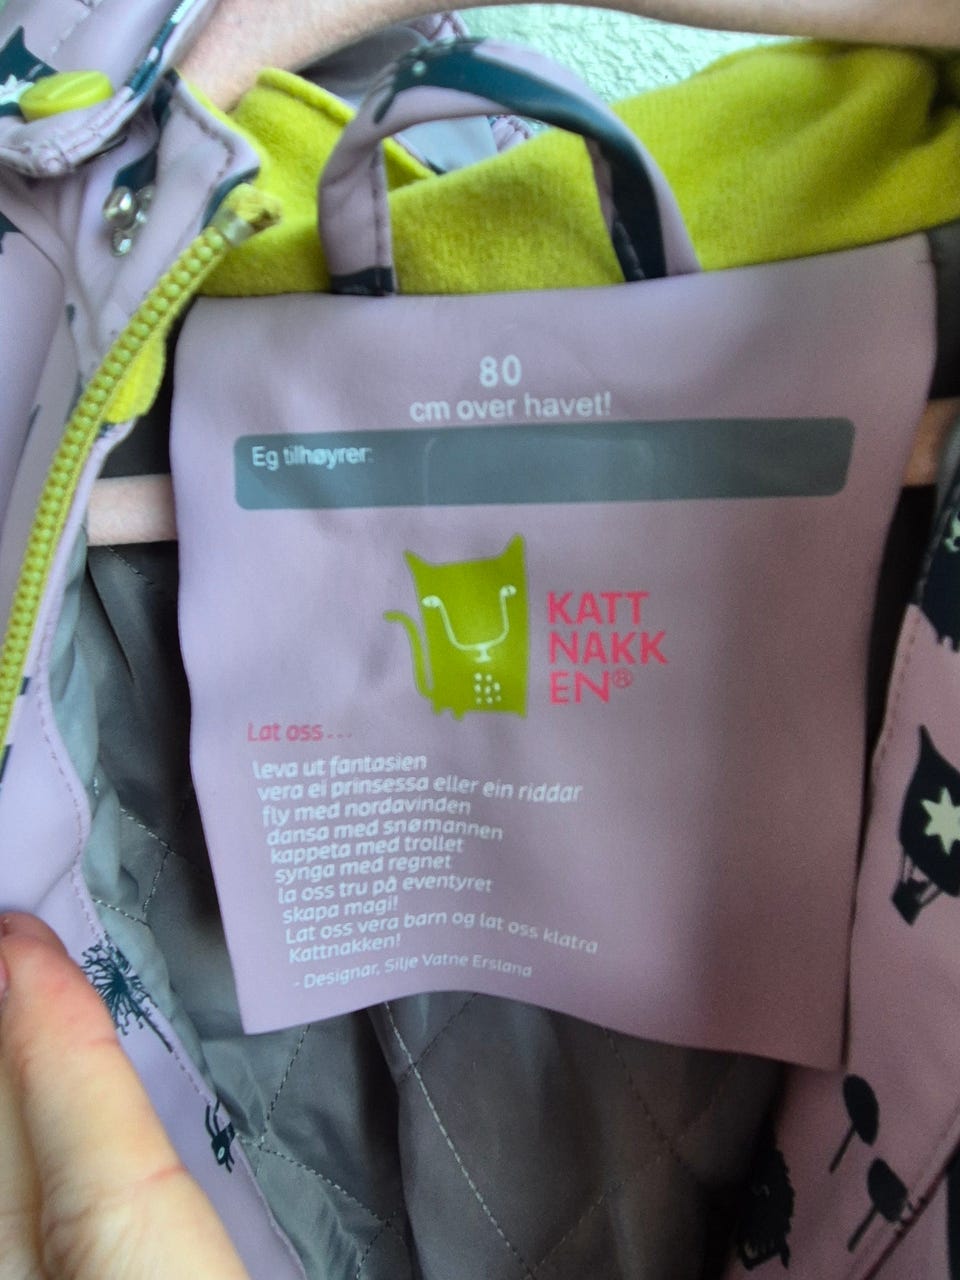 80
cm over havet!
Eg tilhøyrer:
KATT
NAKK
EN®
Lat oss...
leva ut fantasien
vera ei prinsessa eller ein riddar
fly med nordavinden
dansa med snømannen
kappeta med trollet
synga med regnet
la oss tru på eventyret
skapa magi!
Lat oss vera barn og lat oss klatra
Kattnakken!
- Designar, Silje Vatne Ersland